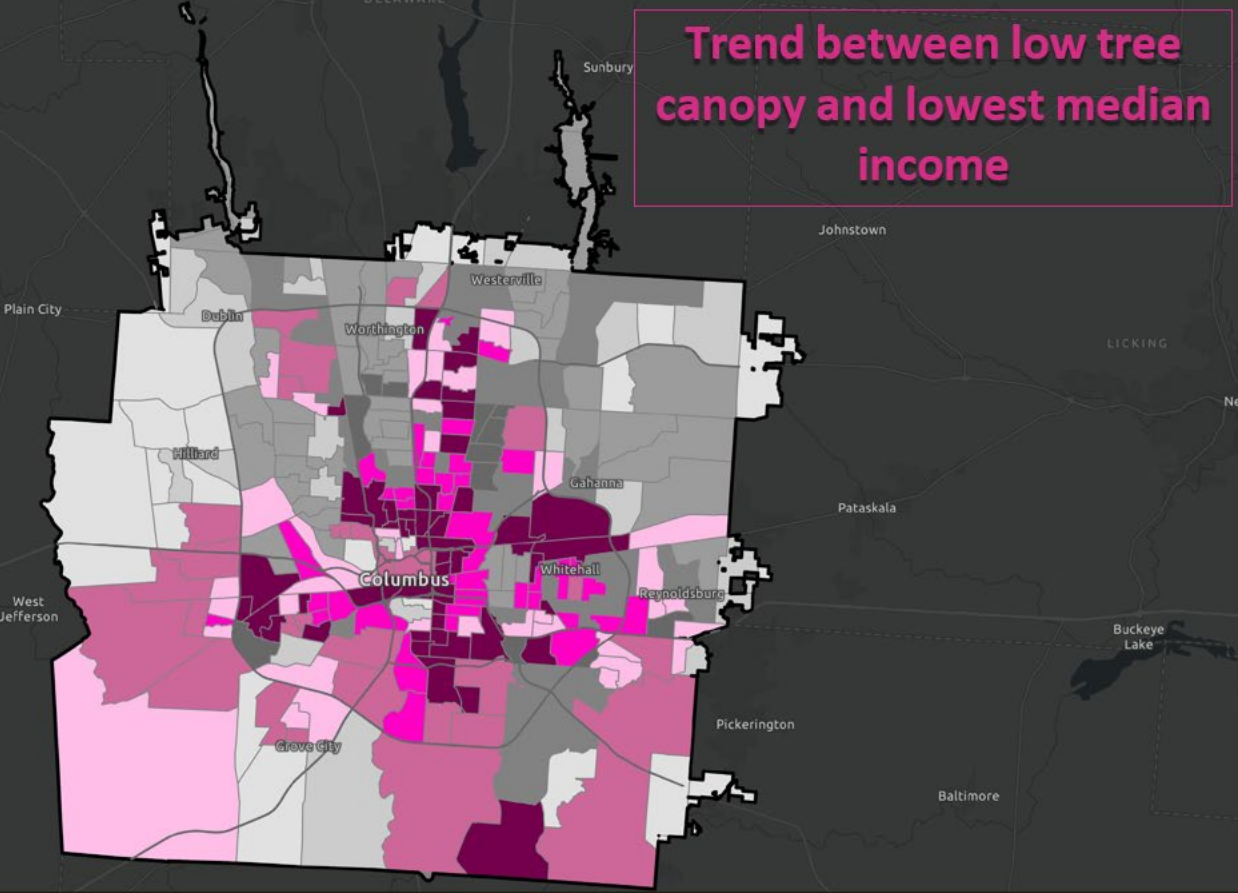 DELAWARE
Trend between low tree
canopy and lowest median
income
Sunbury
Johnstown
Westerville
Plain City
Dublin
Worthington
LICKING
Ne
Hilliard
Gahanna
Pataskala
Columbus
Whitehall
Reynoldsburg
West
Jefferson
Buckeye
Lake
Pickerington
Grove City
Baltimore